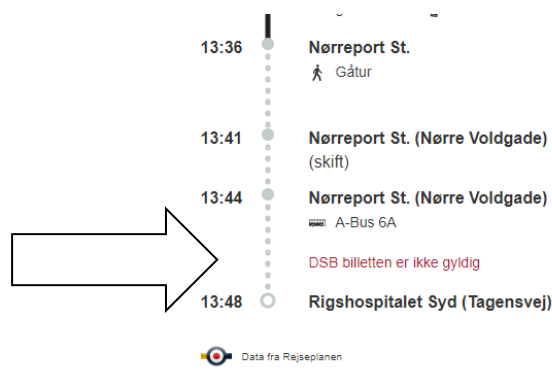 13:36 Nørreport St.
Gåtur
13:41 Nørreport St. (Nørre Voldgade)
(skift)
13:44 Nørreport St. (Nørre Voldgade)
A-Bus 6A
DSB billetten er ikke gyldig
13:48 Rigshospitalet Syd (Tagensvej)
Data fra Rejseplanen